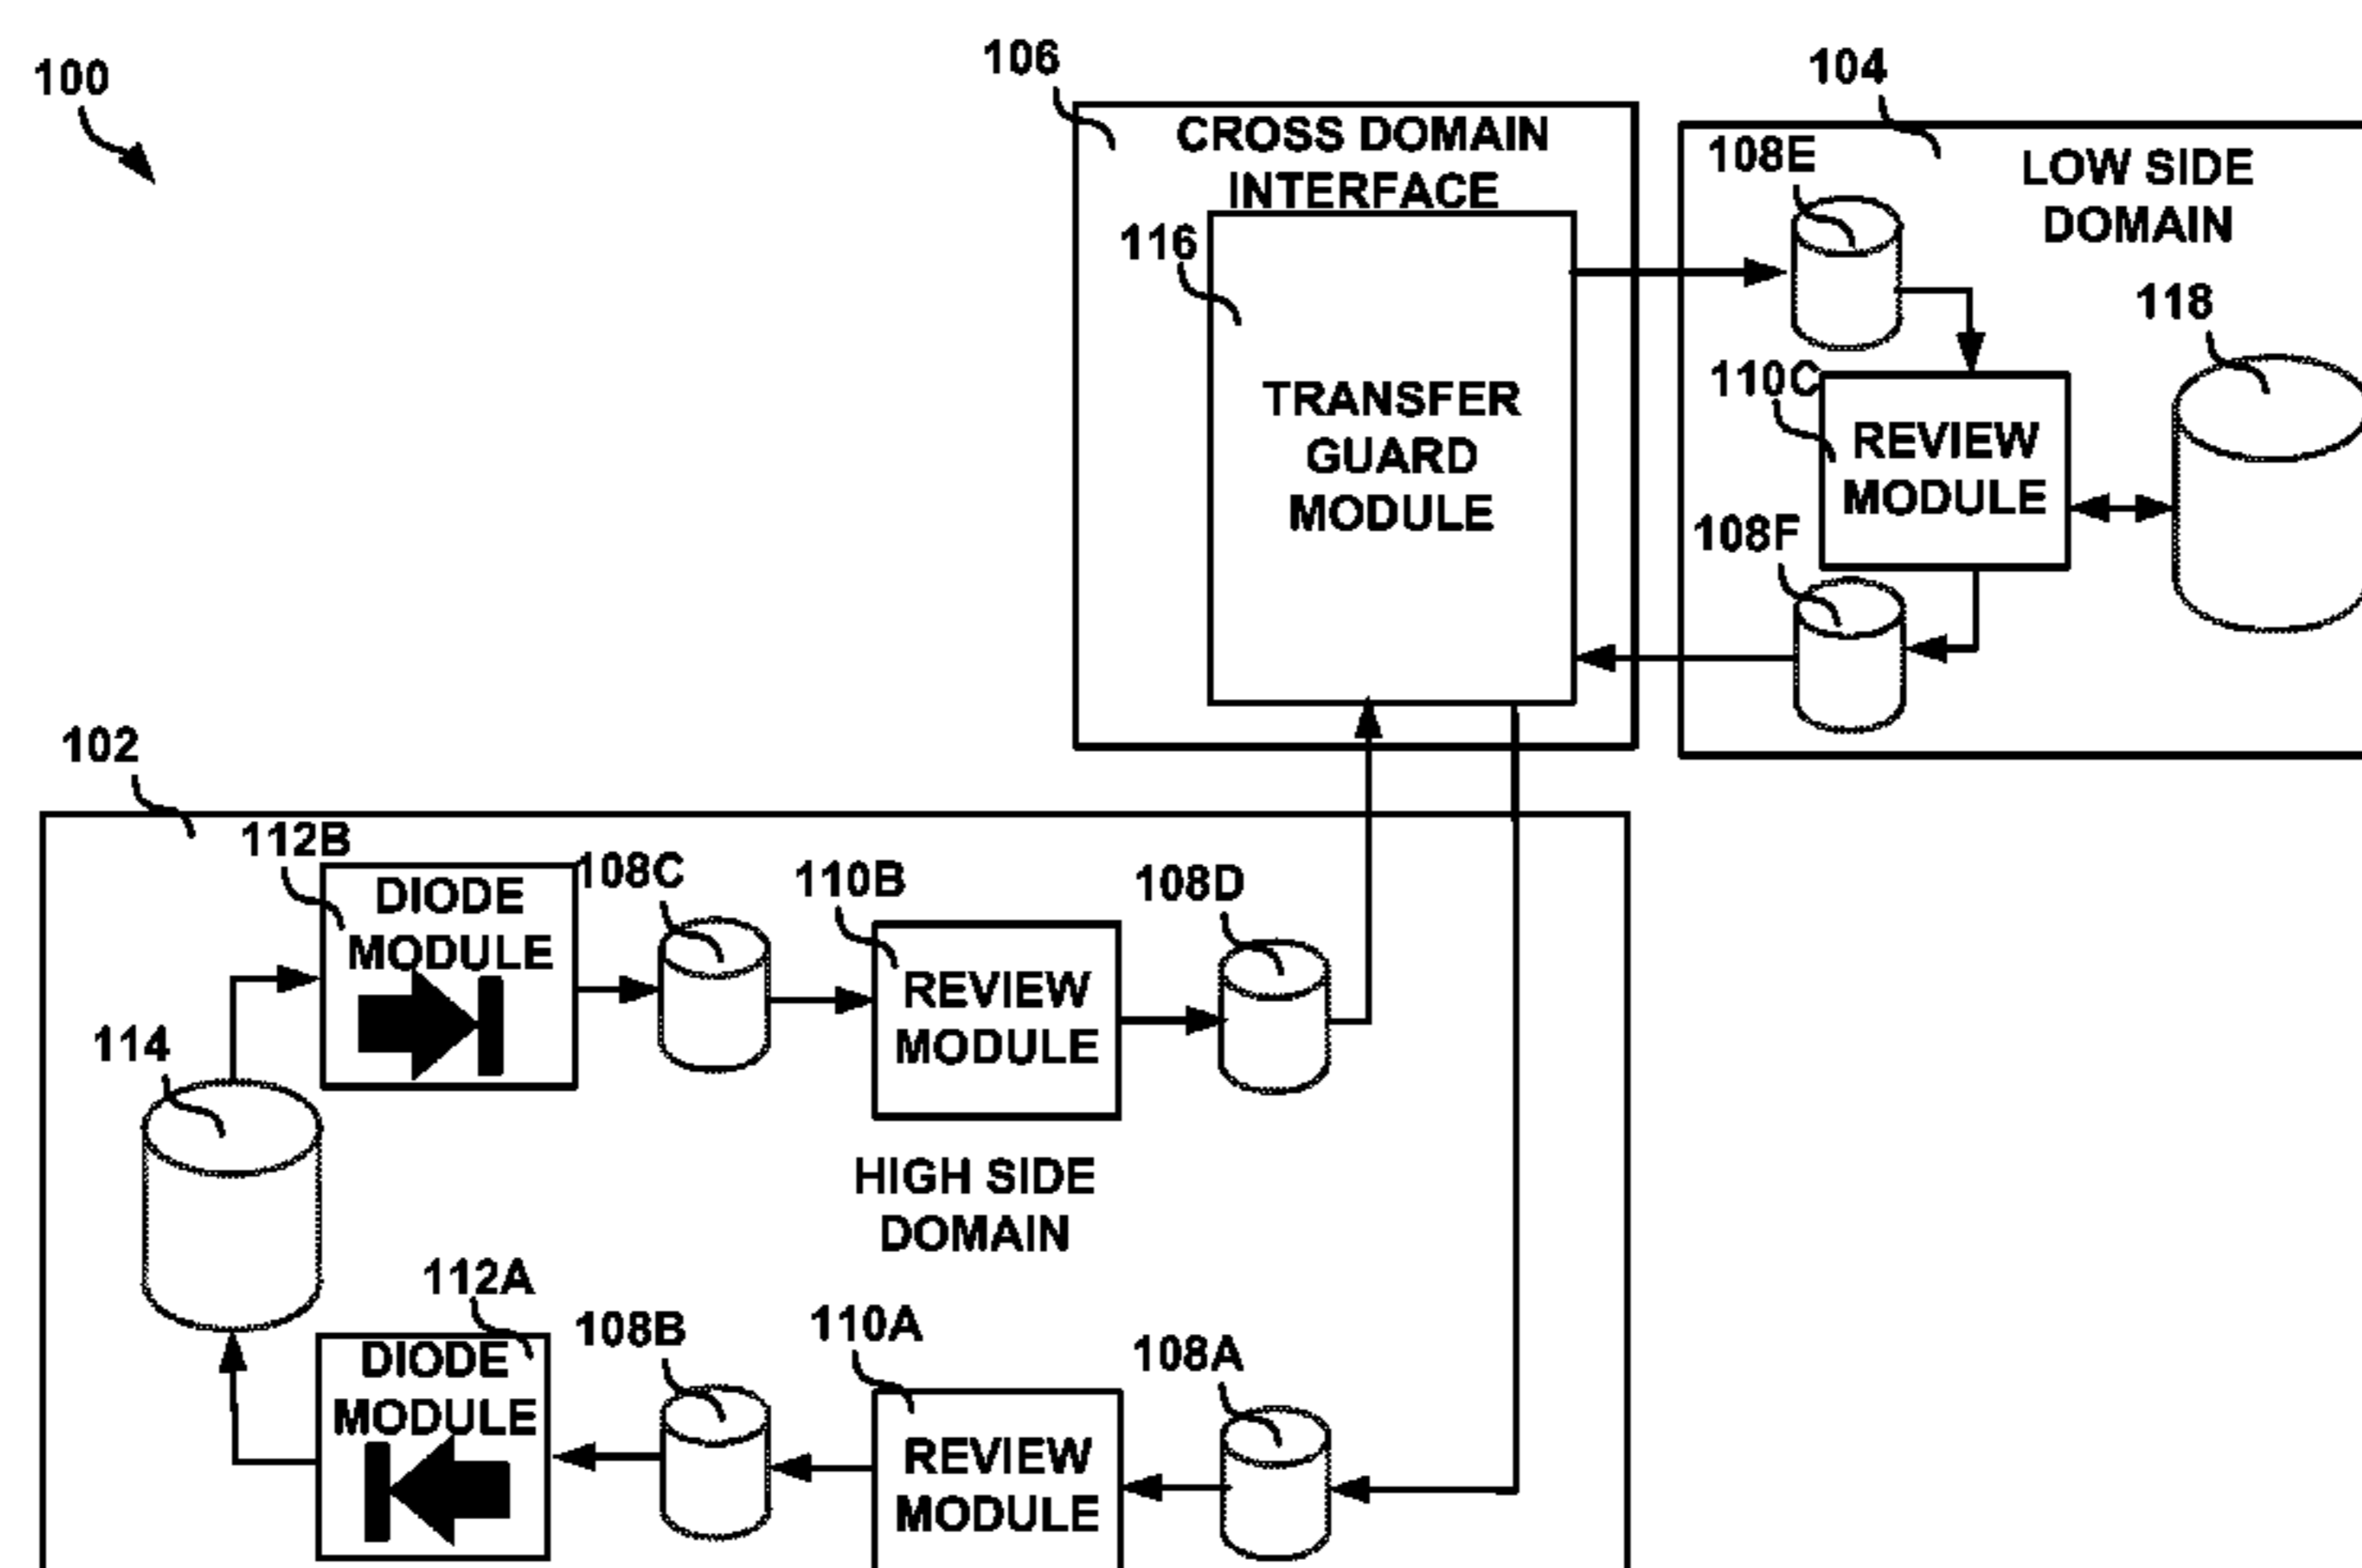 100
106
104
CROSS DOMAIN
INTERFACE
108E
LOW SIDE
DOMAIN
116
118
TRANSFER
GUARD
MODULE
110C
REVIEW
MODULE
108F
102
112B
DIODE
MODULE
108C
110B
REVIEW
MODULE
108D
114
HIGH SIDE
DOMAIN
112A
DIODE
MODULE
108B
110A
REVIEW
MODULE
108A